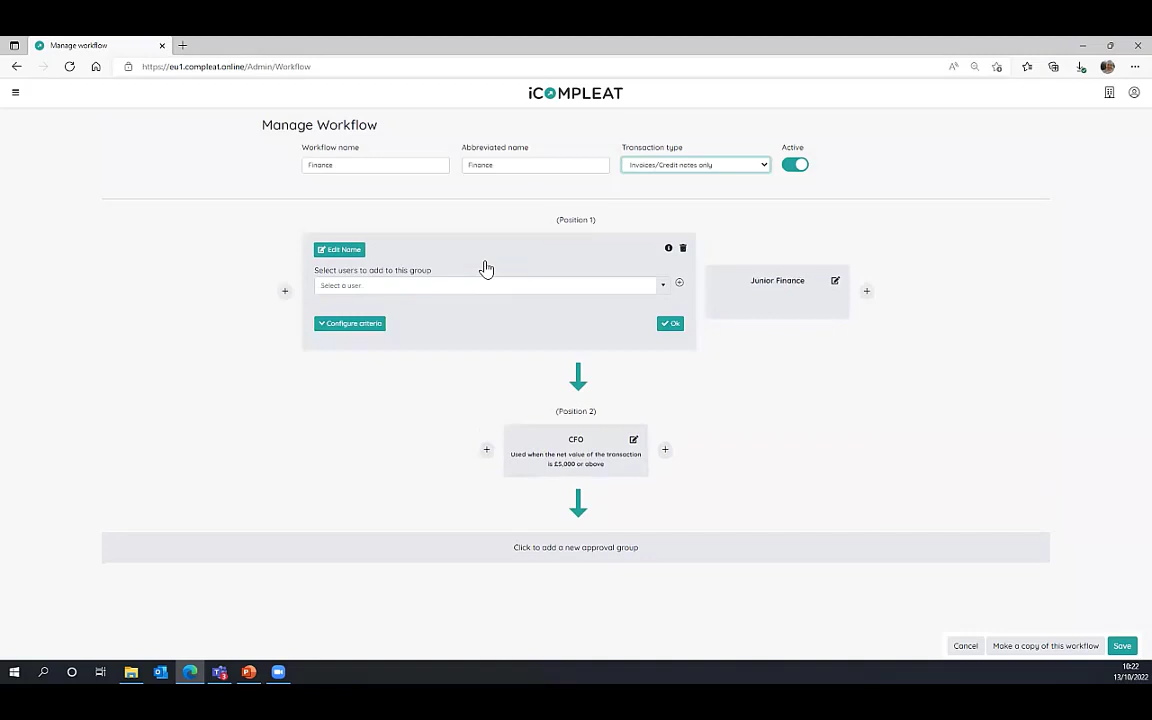 Manage workflow
https://eu1.compleat.online/Admin/Workflow
iCOMPLEAT
Manage Workflow
Workflow name
Abbreviated name
Transaction type
Active
Finance
Finance
Invoices/Credit notes only
(Position 1)
Edit Name
Select users to add to this group
Select a user.
Junior Finance
Configure criteria
Ok
(Position 2)
CFO
Used when the net value of the transaction
is £5,000 or above
Click to add a new approval group
Cancel
Make a copy of this workflow
Save
10:22
13/10/2022